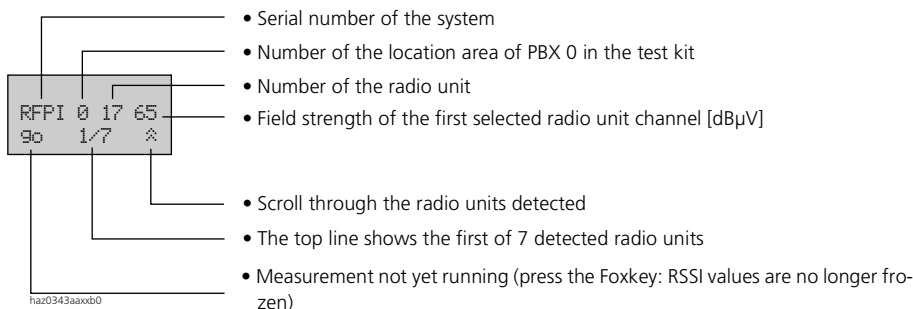 • Serial number of the system
• Number of the location area of PBX 0 in the test kit
• Number of the radio unit
RFPI 0 17 65
• Field strength of the first selected radio unit channel [dBµV]
go 1/7
• Scroll through the radio units detected
• The top line shows the first of 7 detected radio units
• Measurement not yet running (press the Foxkey: RSSI values are no longer fro-
zen)
haz0343aaxxb0